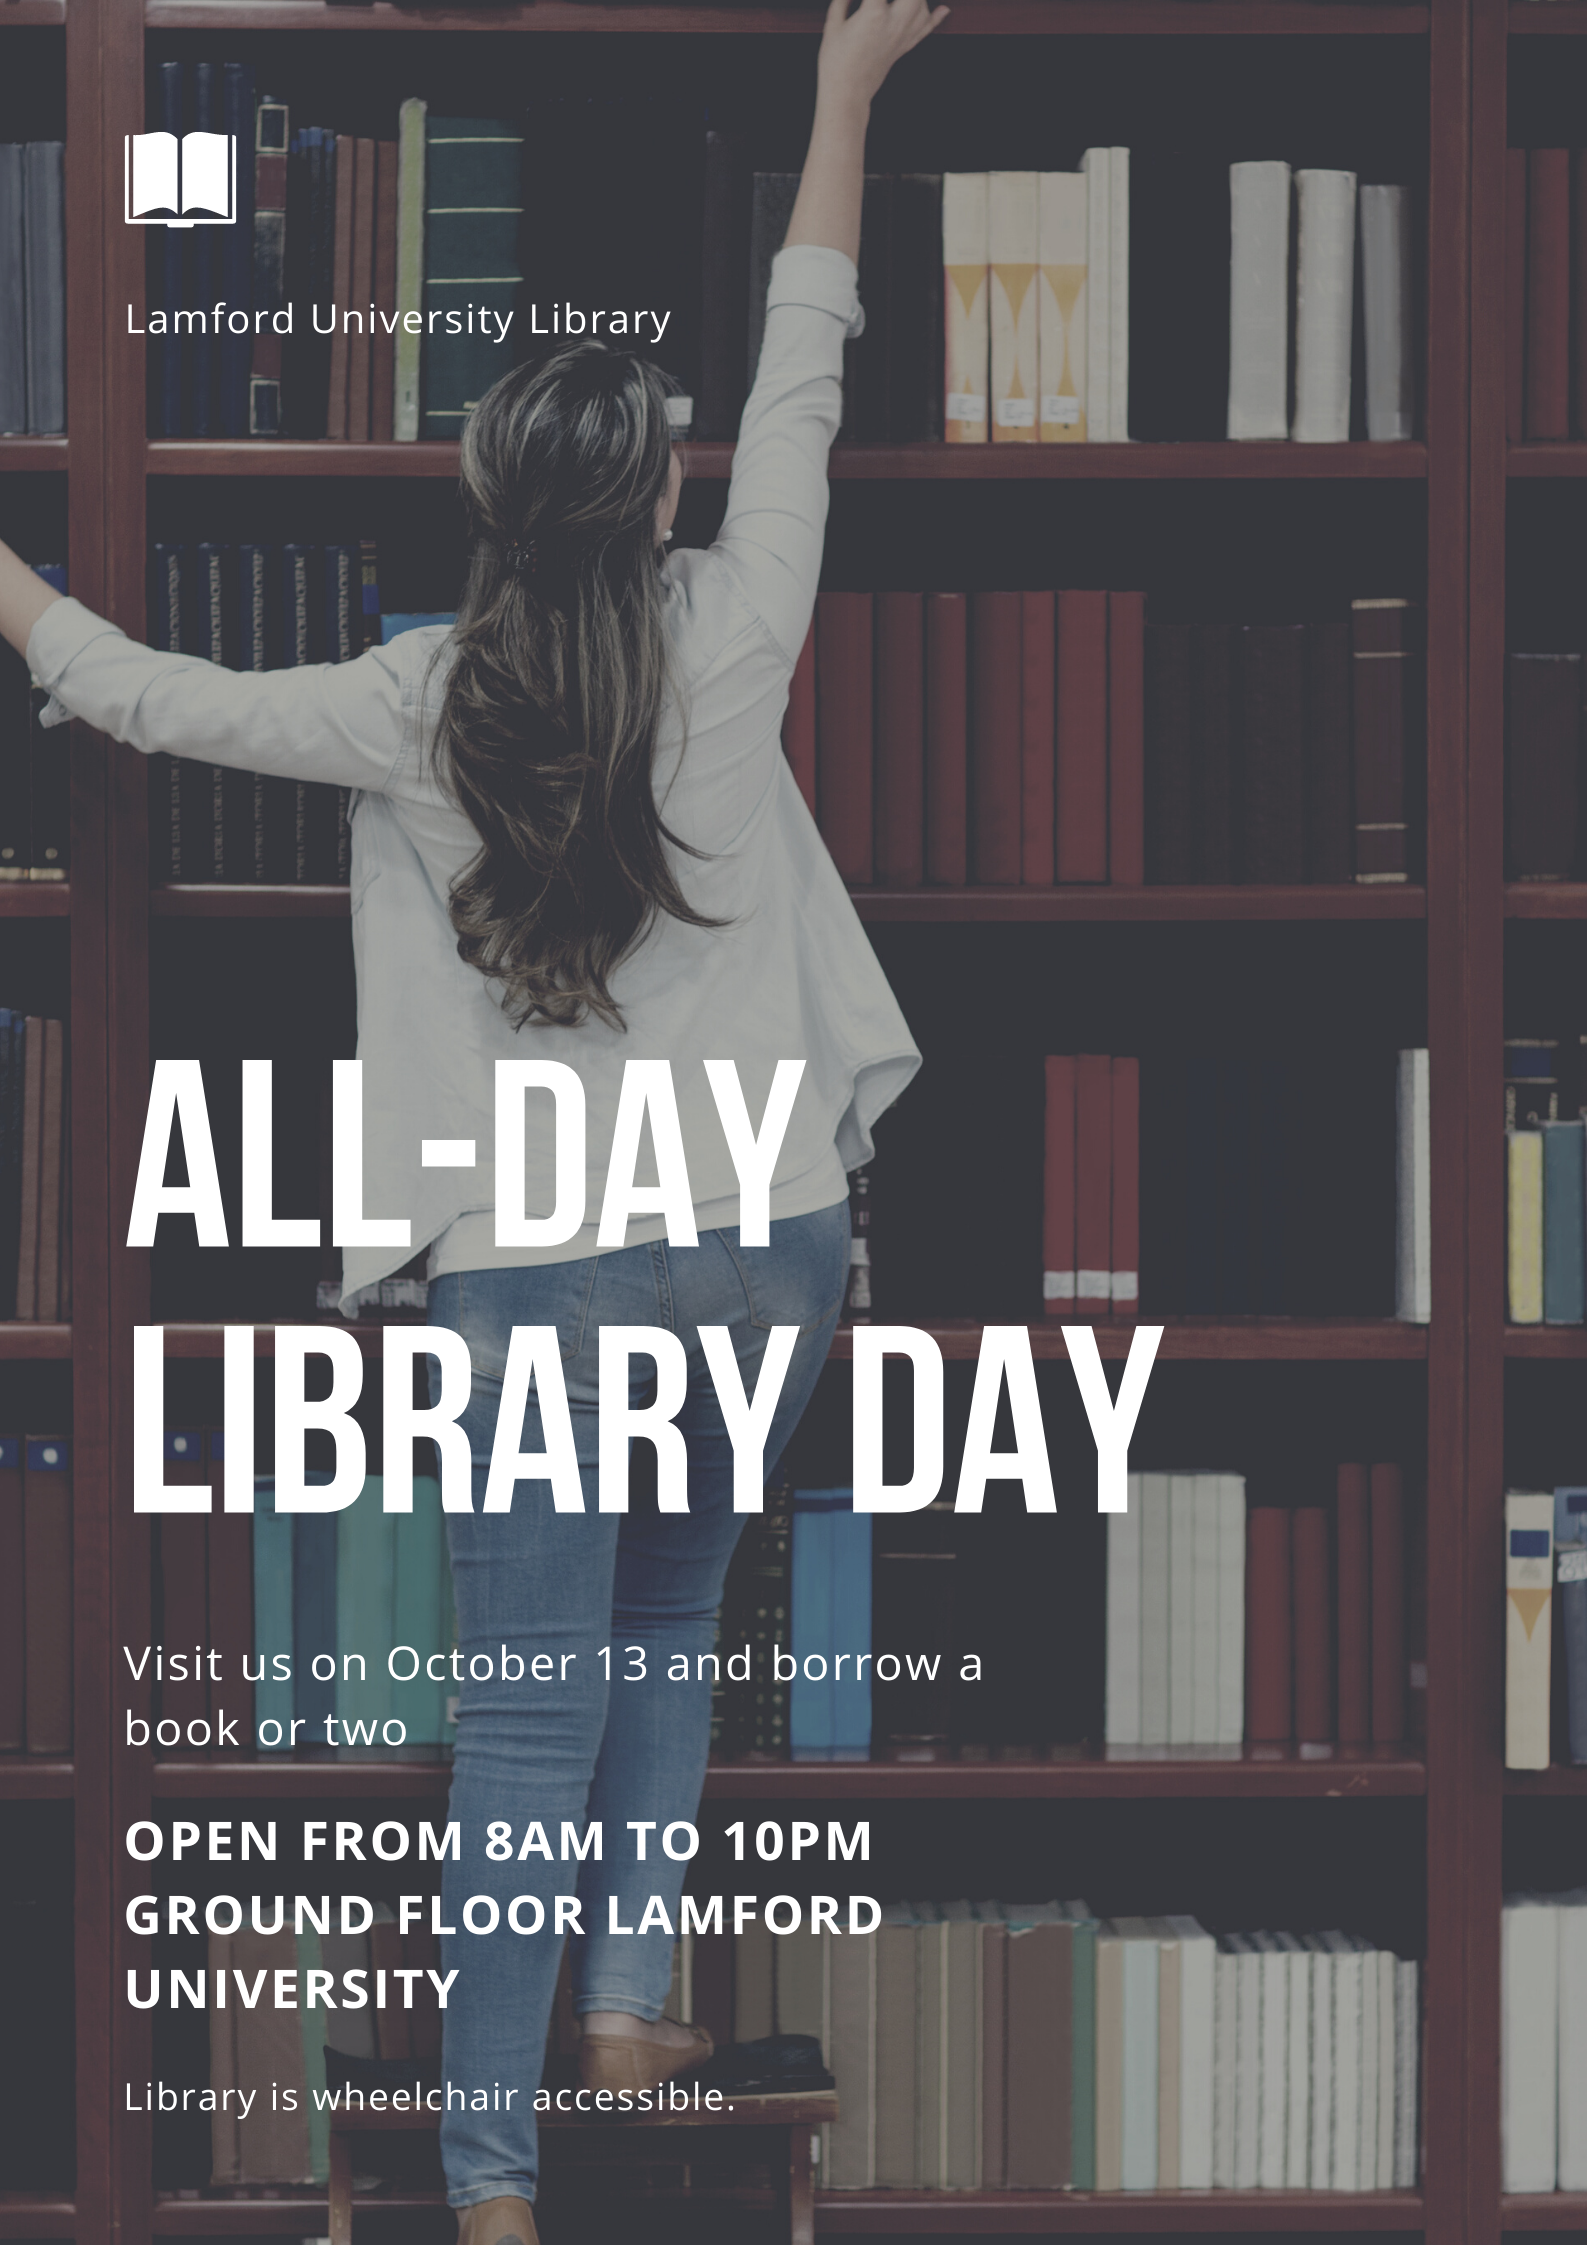 Lamford University Library
ALL-DAY
LIBRARY DAY
Visit us on October 13 and borrow a
book or two
OPEN FROM 8AM TO 10PM
GROUND FLOOR LAMFORD
UNIVERSITY
Library is wheelchair accessible.